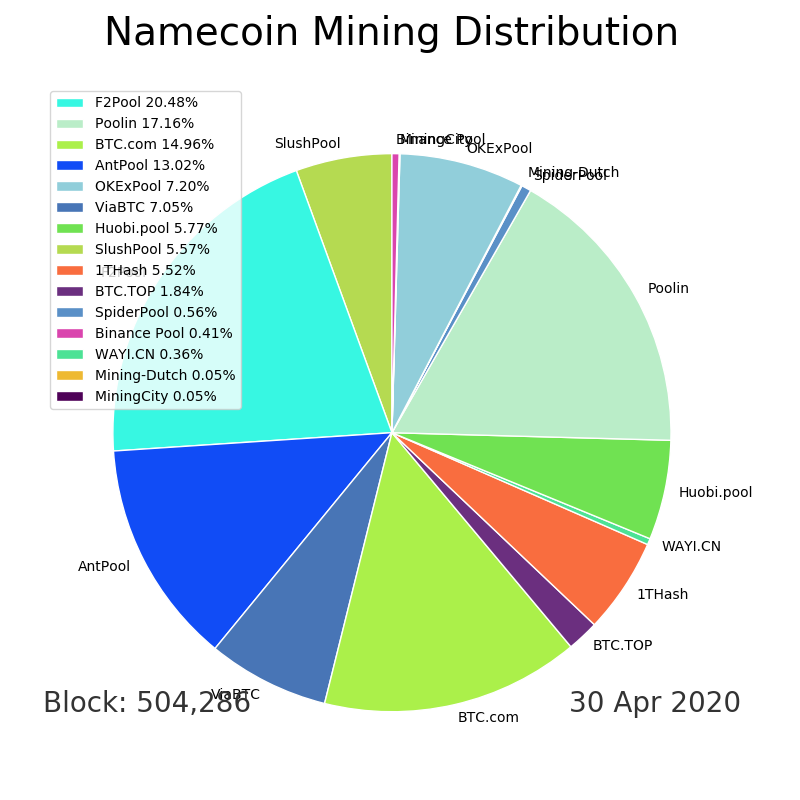 Namecoin Mining Distribution
F2Pool 20.48%
Poolin 17.16%
BTC.com 14.96%
AntPool 13.02%
OKExPool 7.20%
ViaBTC 7.05%
Huobi.pool 5.77%
SlushPool 5.57%
1THash 5.52%
BTC.TOP 1.84%
SpiderPool 0.56%
Binance Pool 0.41%
WAYI.CN 0.36%
Mining-Dutch 0.05%
MiningCity 0.05%
SlushPool
Binance Pool
MiningCity
OKExPool
Mining-Dutch
SpiderPool
Poolin
Huobi.pool
WAYI.CN
1THash
BTC.TOP
BTC.com
ViaBTC
AntPool
Block: 504,286
30 Apr 2020